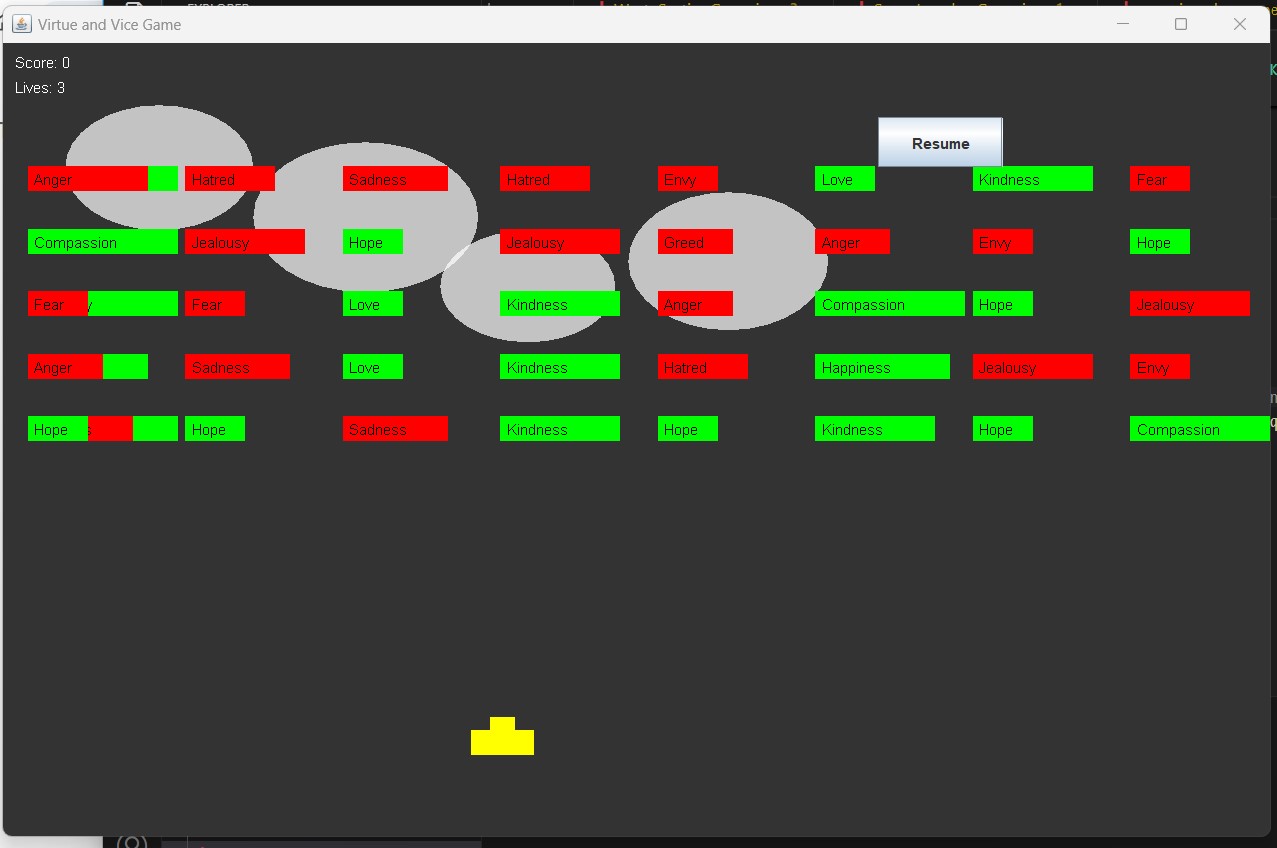 Virtue and Vice Game
Score: 0
Lives: 3
Resume
Anger Hatred Sadness Hatred Envy Love Kindness Fear
Compassion Jealousy Hope Jealousy Greed Anger Envy Hope
Fear Fear Love Kindness Anger Compassion Hope Jealousy
Anger Sadness Love Kindness Hatred Happiness Jealousy Envy
Hope Hope Sadness Kindness Hope Kindness Hope Compassion